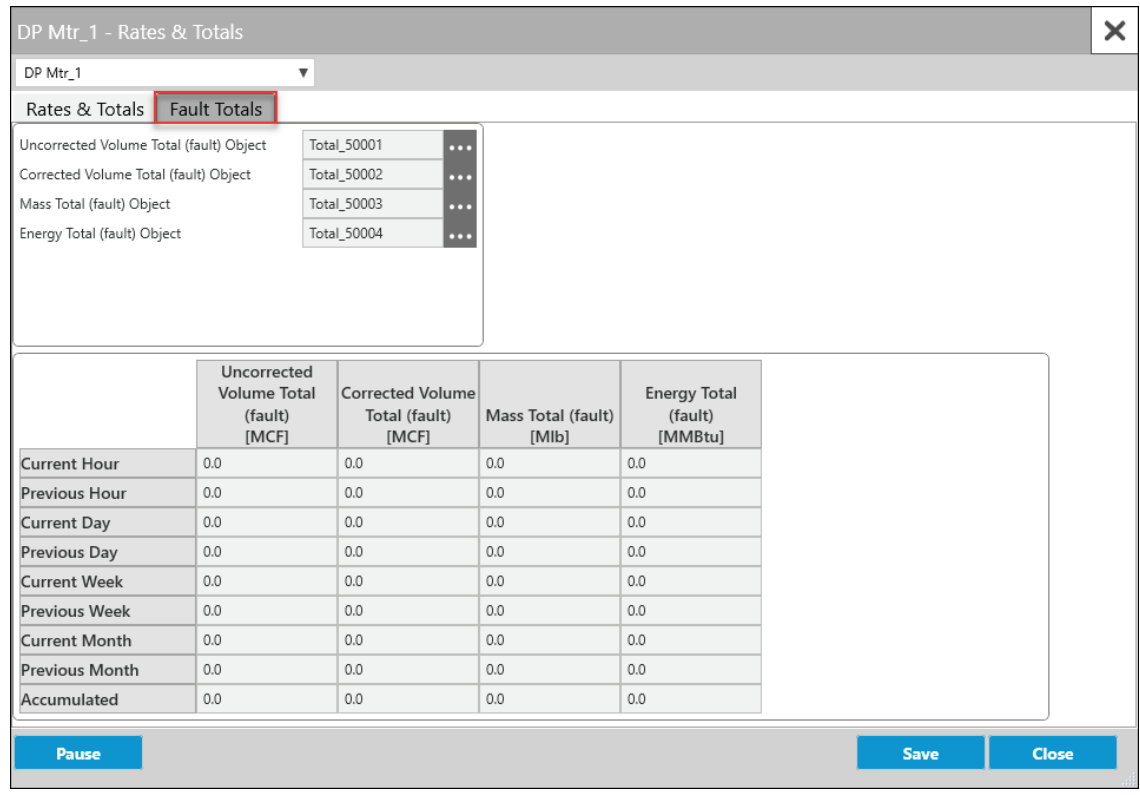 DP Mtr_1 - Rates & Totals
DP Mtr_1
Rates & Totals Fault Totals
Uncorrected Volume Total (fault) Object Total_50001
Corrected Volume Total (fault) Object Total_50002
Mass Total (fault) Object Total_50003
Energy Total (fault) Object Total_50004
Uncorrected
Volume Total
(fault)
[MCF]
Corrected Volume
Total (fault)
[MCF]
Mass Total (fault)
[Mlb]
Energy Total
(fault)
[MMBtu]
Current Hour 0.0 0.0 0.0 0.0
Previous Hour 0.0 0.0 0.0 0.0
Current Day 0.0 0.0 0.0 0.0
Previous Day 0.0 0.0 0.0 0.0
Current Week 0.0 0.0 0.0 0.0
Previous Week 0.0 0.0 0.0 0.0
Current Month 0.0 0.0 0.0 0.0
Previous Month 0.0 0.0 0.0 0.0
Accumulated 0.0 0.0 0.0 0.0
Pause Save Close